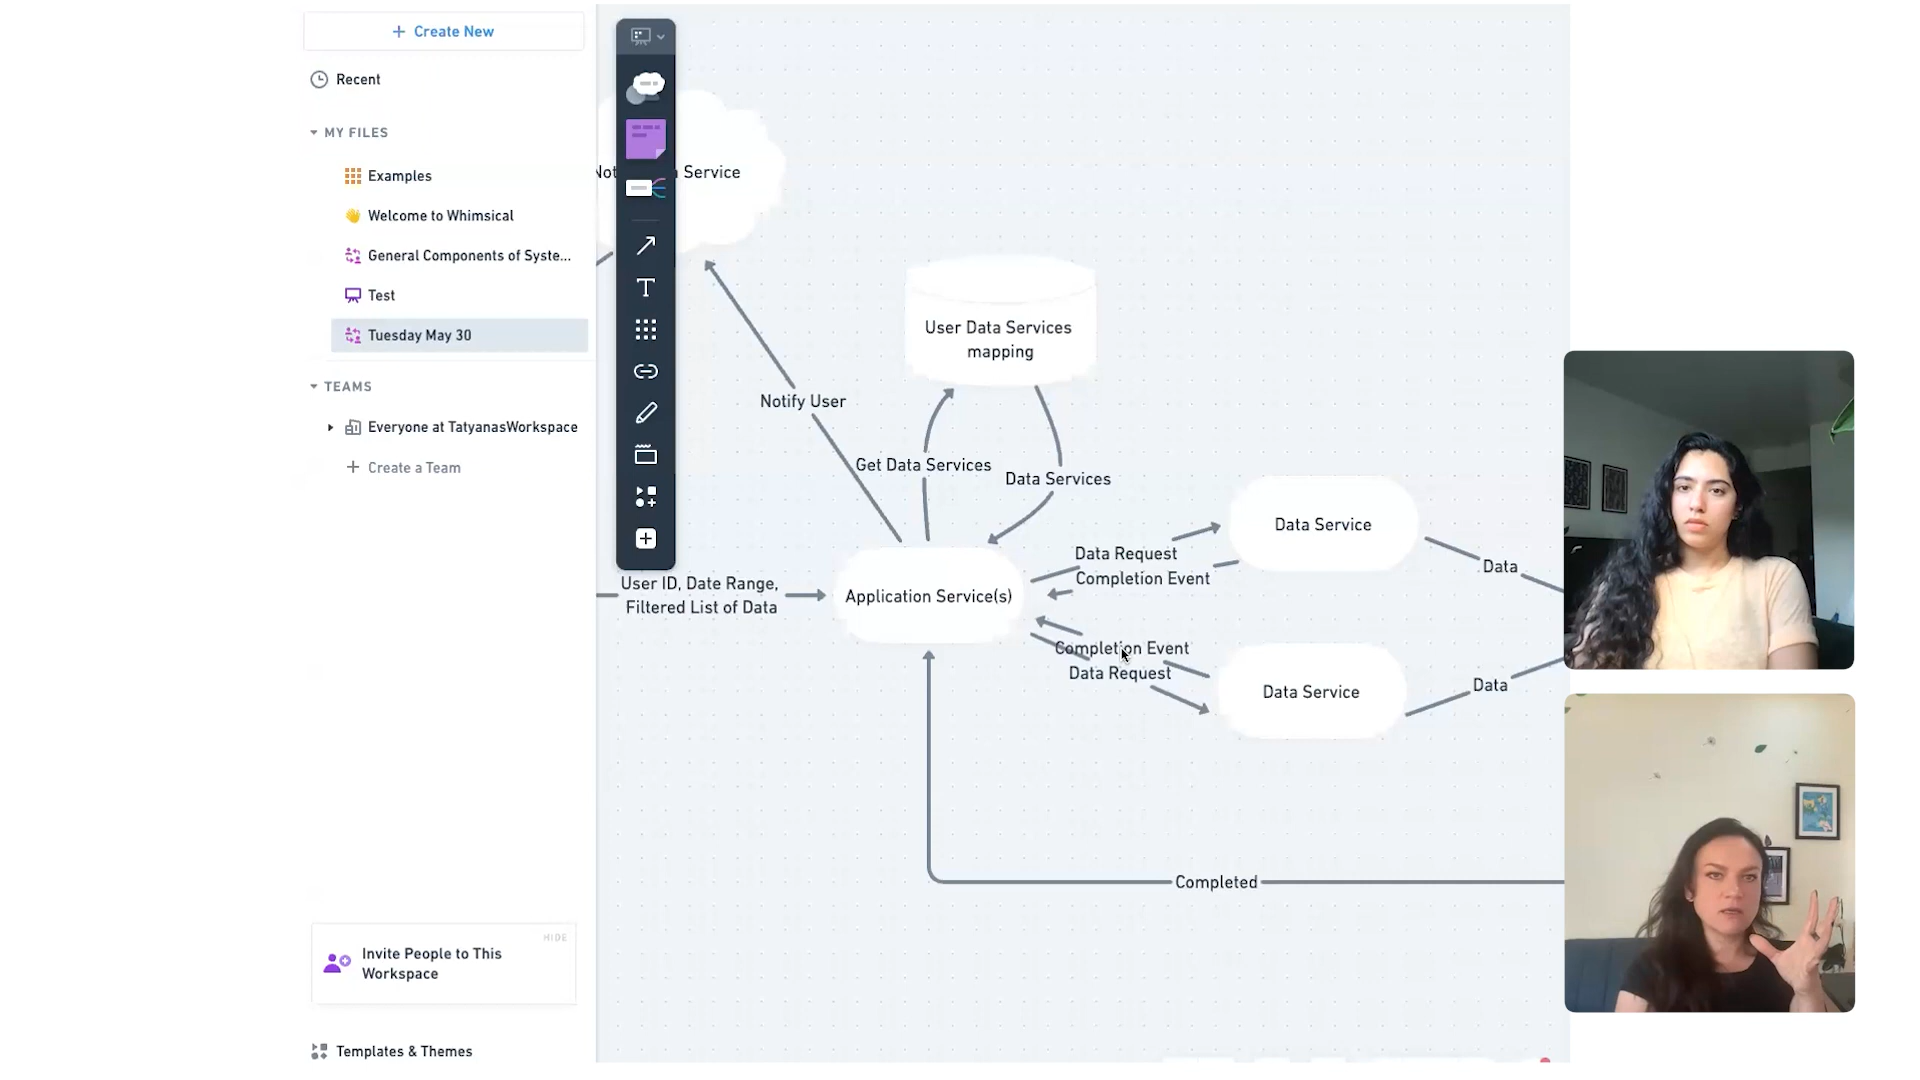 Create New
Recent
MY FILES
Examples
Welcome to Whimsical
General Components of Syste...
Test
Tuesday May 30
TEAMS
Everyone at TatyanasWorkspace
Create a Team
HIDE
Invite People to This
Workspace
Templates & Themes
Service
User Data Services
mapping
Notify User
Get Data Services
Data Services
Data Service
Data Request
Completion Event
Data
User ID, Date Range,
Filtered List of Data
Application Service(s)
Completion Event
Data Request
Data Service
Data
Completed